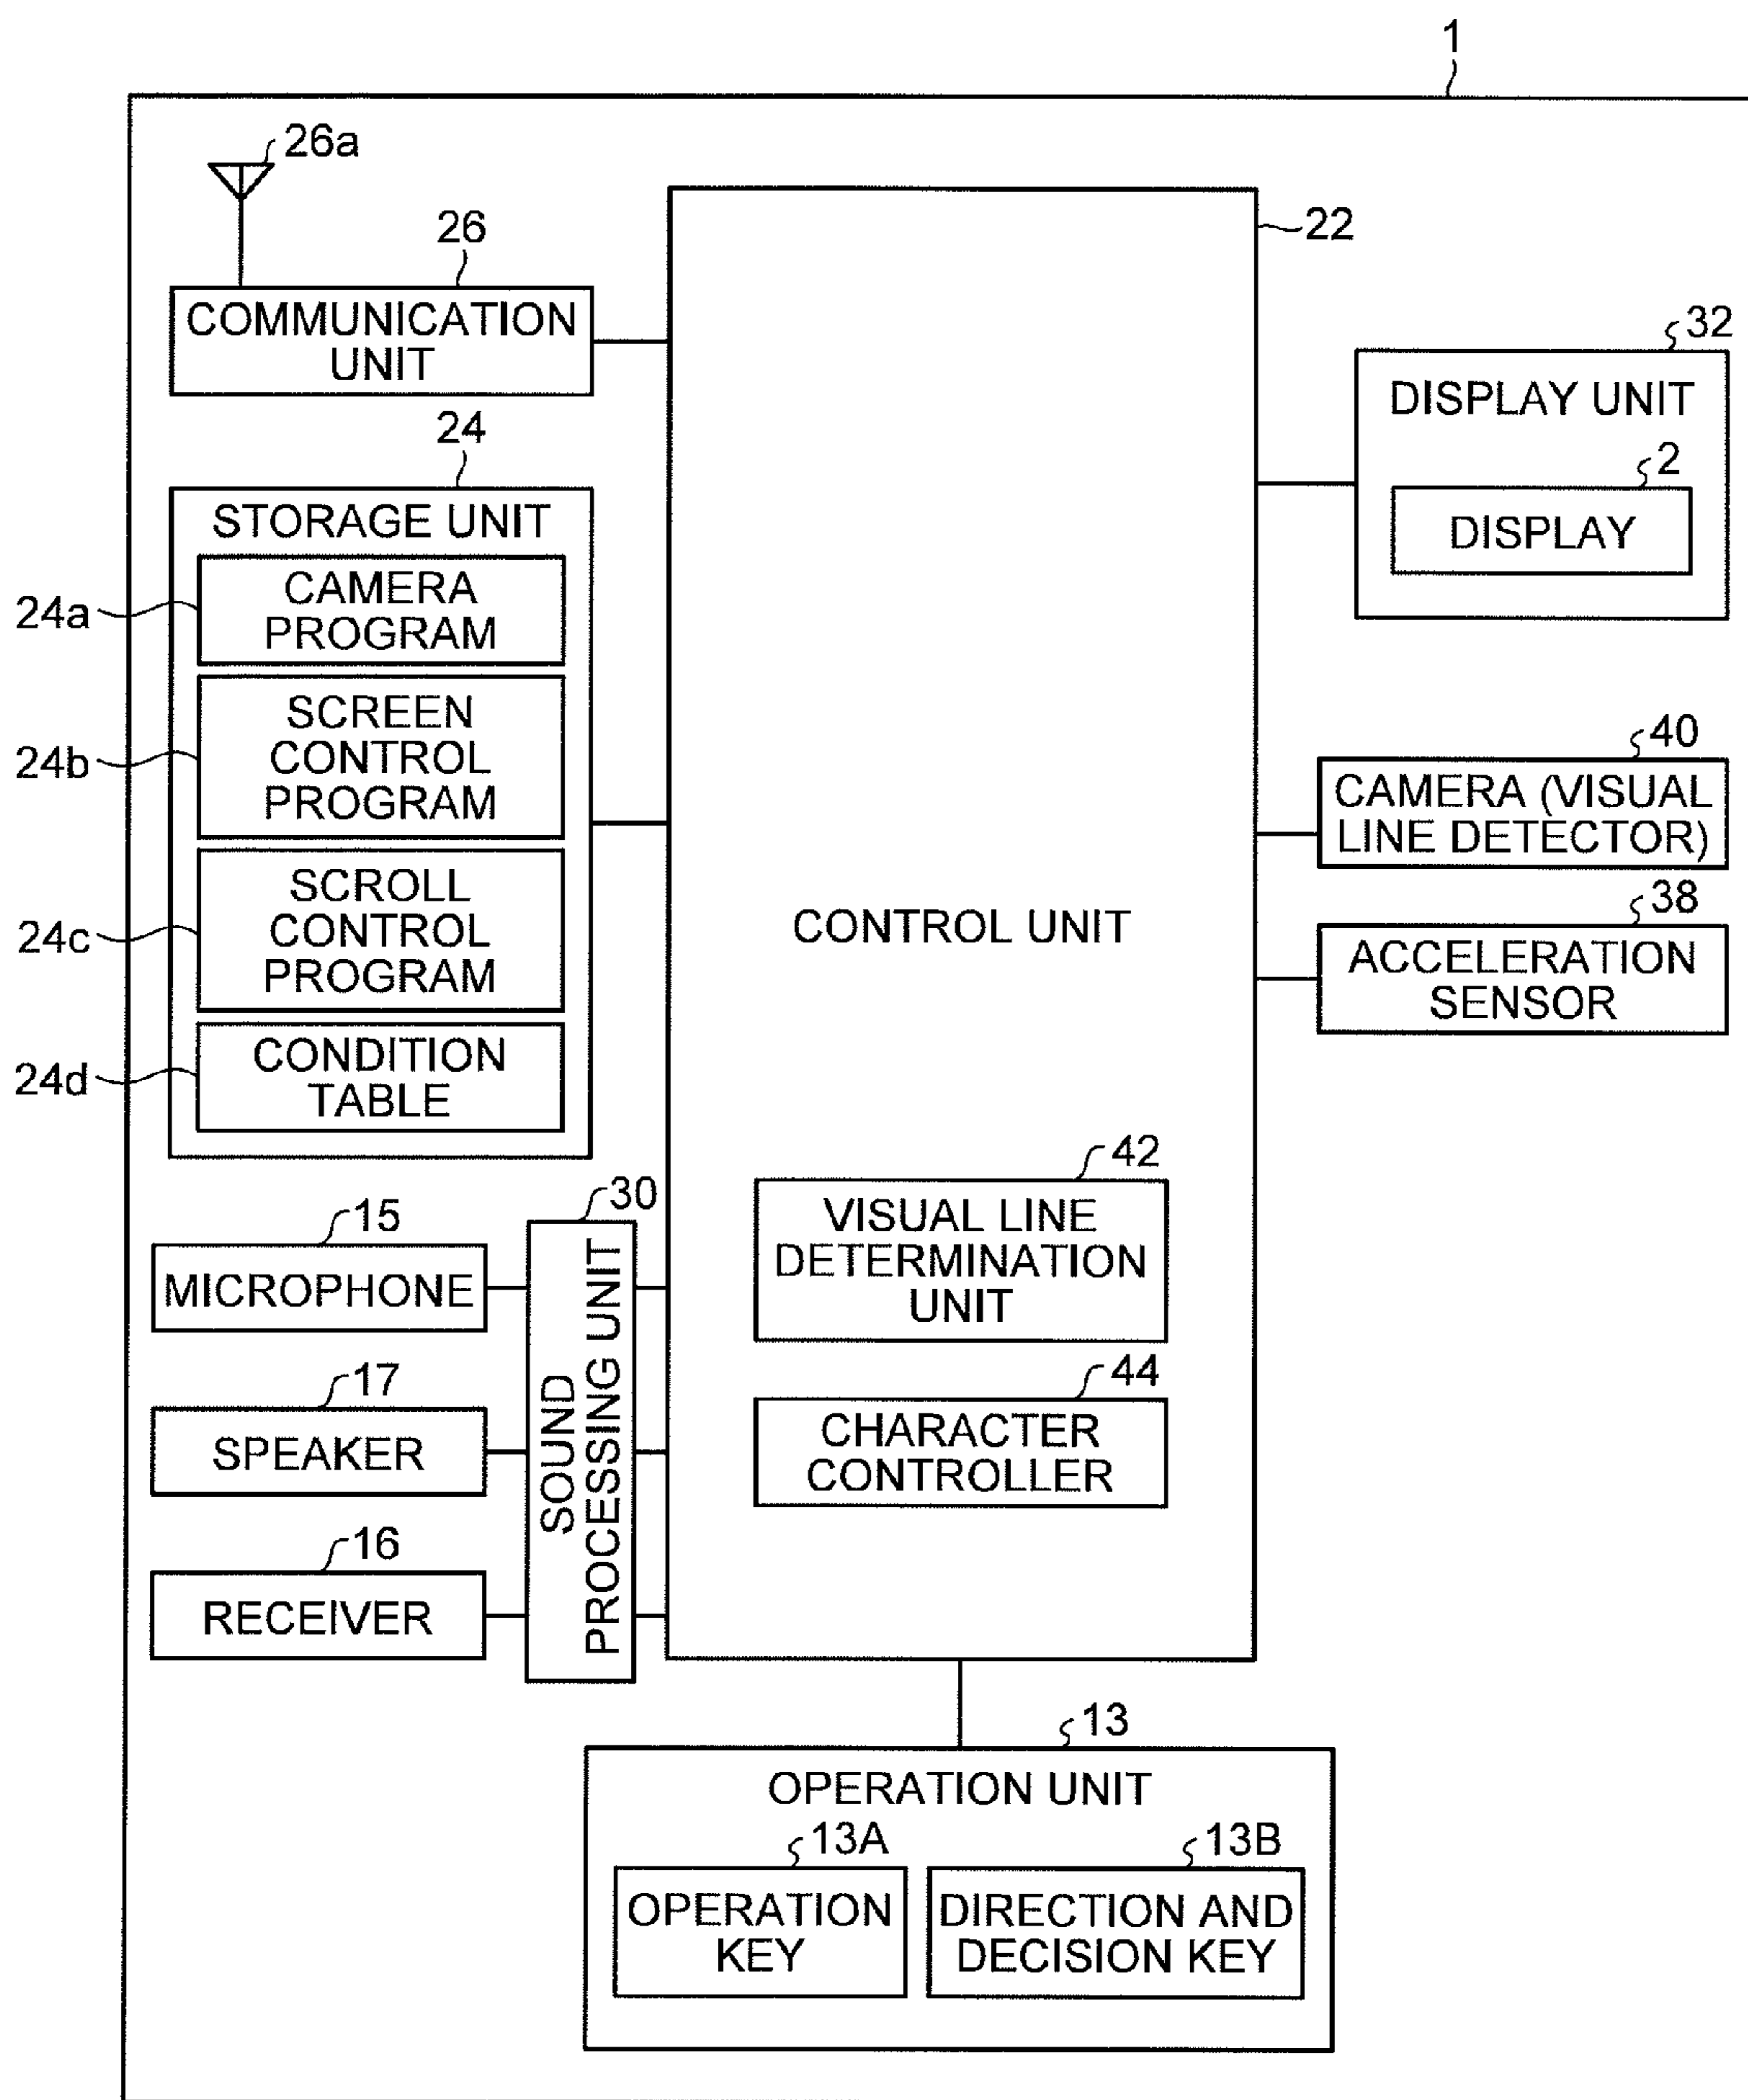 1
26a
26
COMMUNICATION
UNIT
22
32
DISPLAY UNIT
2
DISPLAY
24
STORAGE UNIT
24a
CAMERA
PROGRAM
24b
SCREEN
CONTROL
PROGRAM
24c
SCROLL
CONTROL
PROGRAM
24d
CONDITION
TABLE
CONTROL UNIT
40
CAMERA (VISUAL
LINE DETECTOR)
38
ACCELERATION
SENSOR
42
VISUAL LINE
DETERMINATION
UNIT
44
CHARACTER
CONTROLLER
15
MICROPHONE
17
SPEAKER
16
RECEIVER
30
SOUND
PROCESSING UNIT
13
OPERATION UNIT
13A
OPERATION
KEY
13B
DIRECTION AND
DECISION KEY